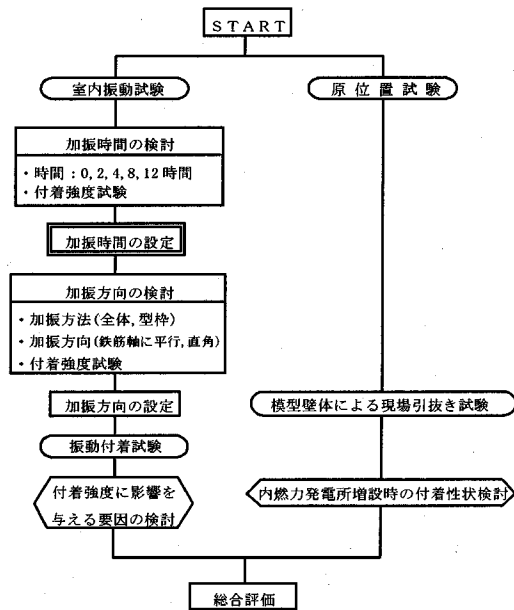 START
室内振動試験
原位置試験
加振時間の検討
・時間：0, 2, 4, 8, 12 時間
・付着強度試験
加振時間の設定
加振方向の検討
・加振方法(全体, 型枠)
・加振方向(鉄筋軸に平行, 直角)
・付着強度試験
加振方向の設定
模型壁体による現場引抜き試験
振動付着試験
付着強度に影響を
与える要因の検討
内燃力発電所増設時の付着性状検討
総合評価